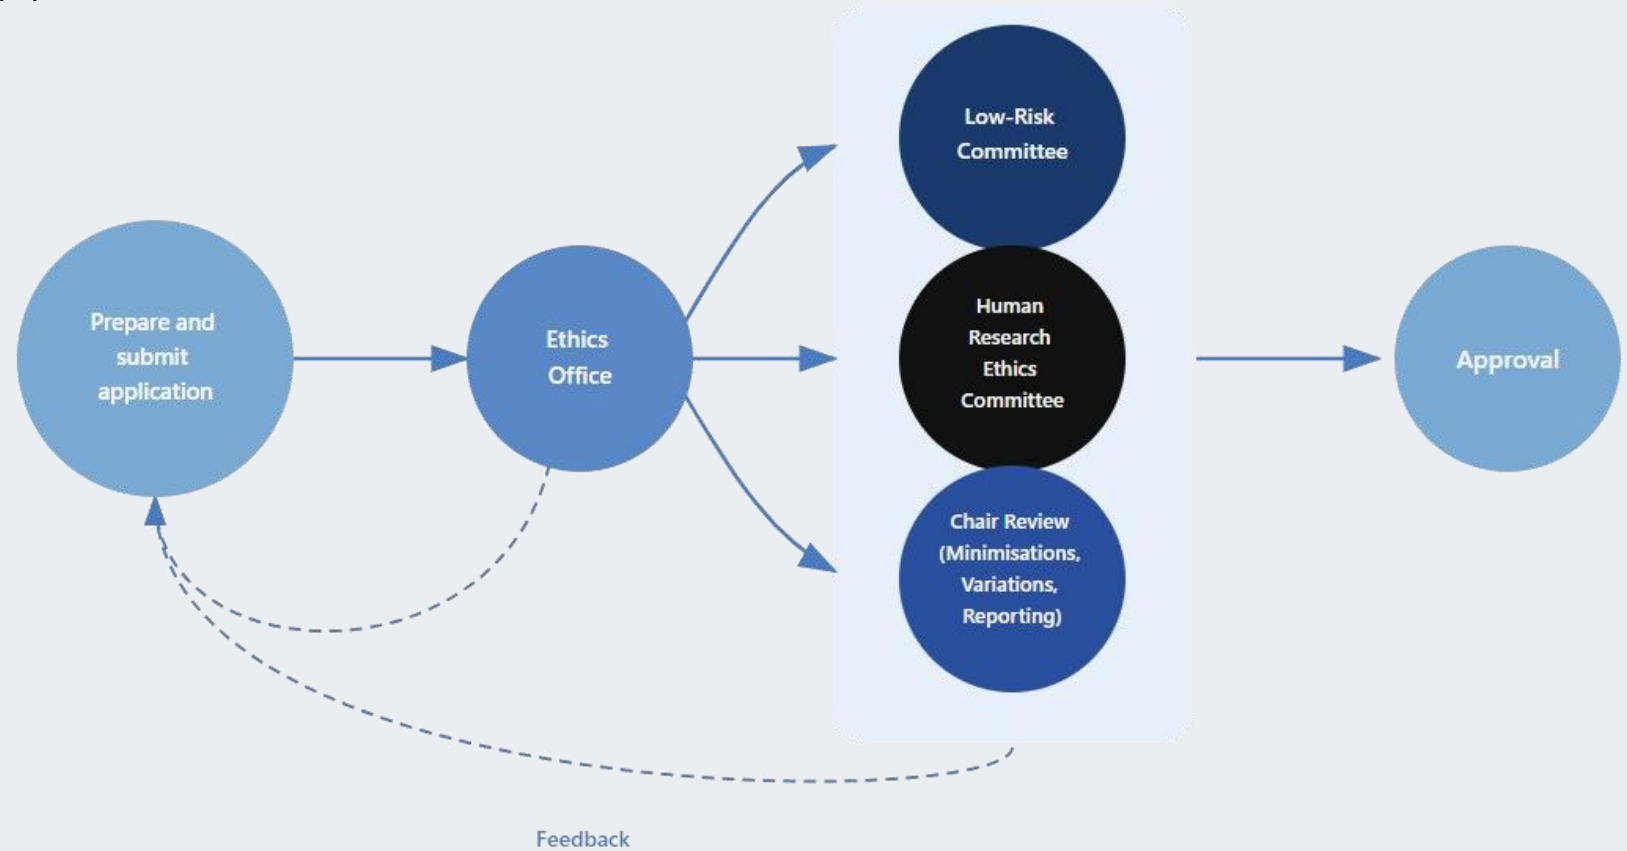 Prepare and
submit
application
Ethics
Office
Low-Risk
Committee
Human
Research
Ethics
Committee
Chair Review
(Minimisations,
Variations,
Reporting)
Approval
Feedback